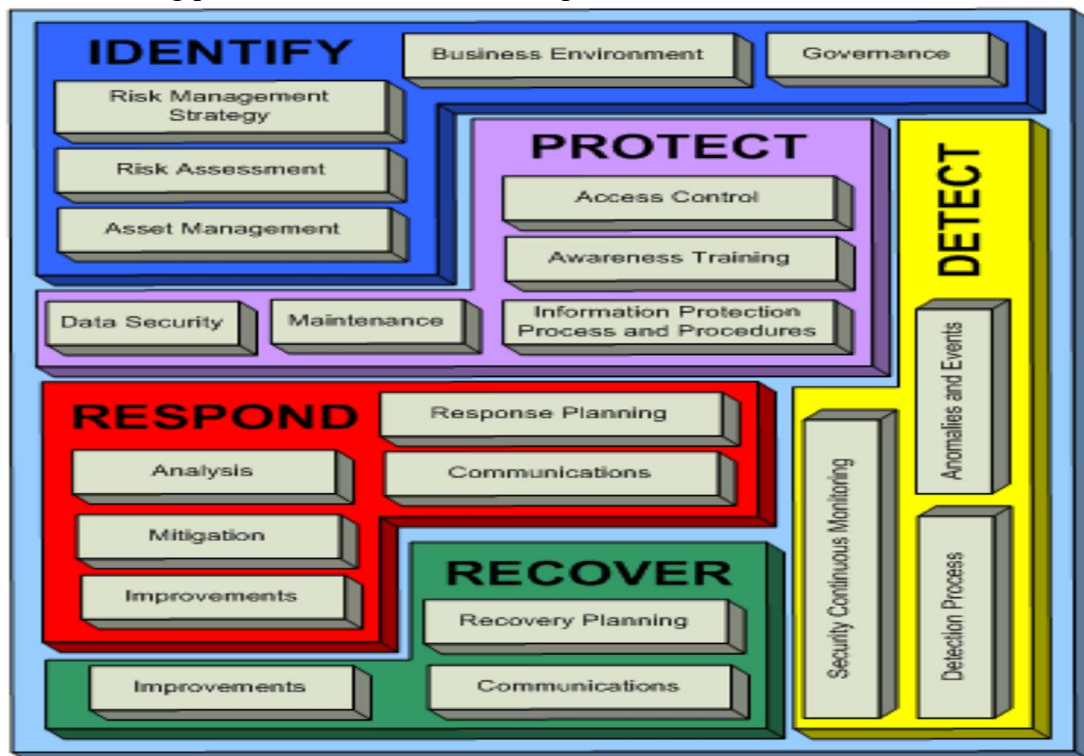 IDENTIFY
Business Environment
Governance
Risk Management
Strategy
Risk Assessment
Asset Management
PROTECT
Access Control
Awareness Training
Information Protection
Process and Procedures
Data Security
Maintenance
DETECT
Anomalies and Events
Security Continuous Monitoring
Detection Process
RESPOND
Response Planning
Communications
Analysis
Mitigation
Improvements
RECOVER
Recovery Planning
Communications
Improvements